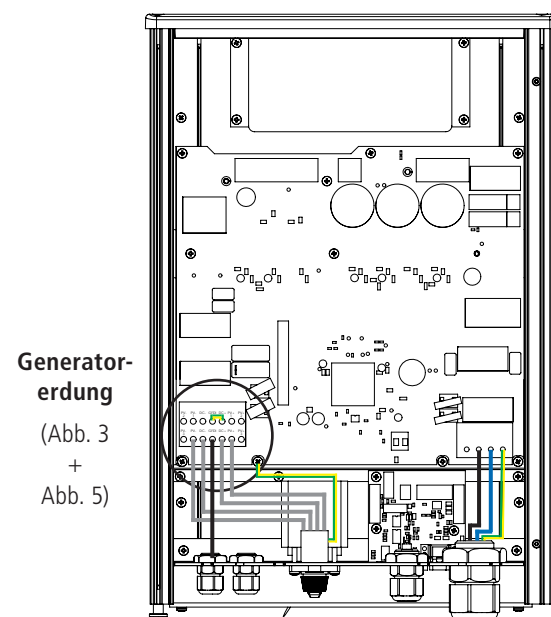 Generator-
erdung
(Abb. 3
+
Abb. 5)